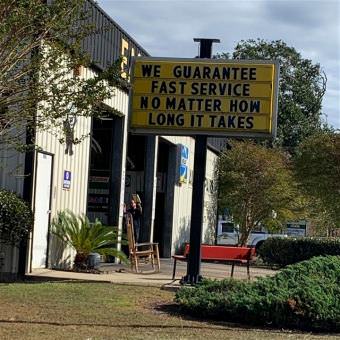 WE GUARANTEE
FAST SERVICE
NO MATTER HOW
LONG IT TAKES